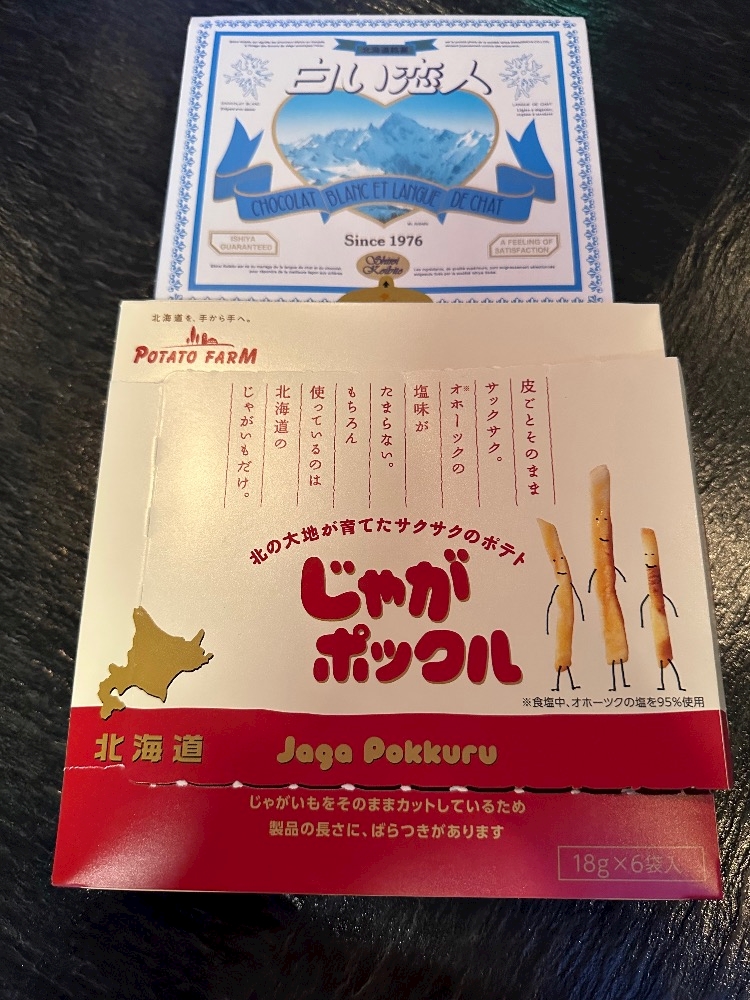 北海道銘菓
白い恋人
CHOCOLAT BLANC ET LANGUE DE CHAT
LANGUE DE CHAT
ISHIYA
GUARANTEED
A FEELING OF
SATISFACTION
Since 1976
Shiroi
Koibito
北海道を、手から手へ。
POTATO FARM
皮ごとそのまま
サックサク。
※オホーツクの
塩味が
たまらない。
もちろん
使っているのは
北海道の
じゃがいもだけ。
北の大地が育てたサクサクのポテト
じゃが
ポックル
※食塩中、オホーツクの塩を95%使用
北海道
Jaga Pokkuru
じゃがいもをそのままカットしているため
製品の長さに、ばらつきがあります
18g×6袋入